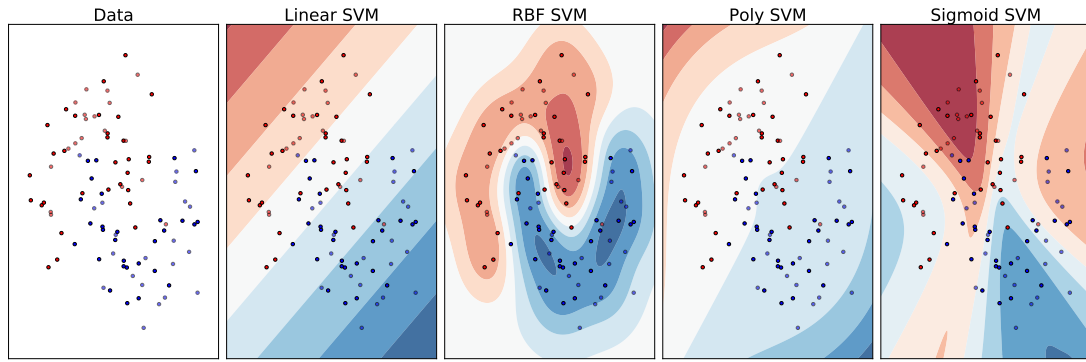 Data
Linear SVM
RBF SVM
Poly SVM
Sigmoid SVM